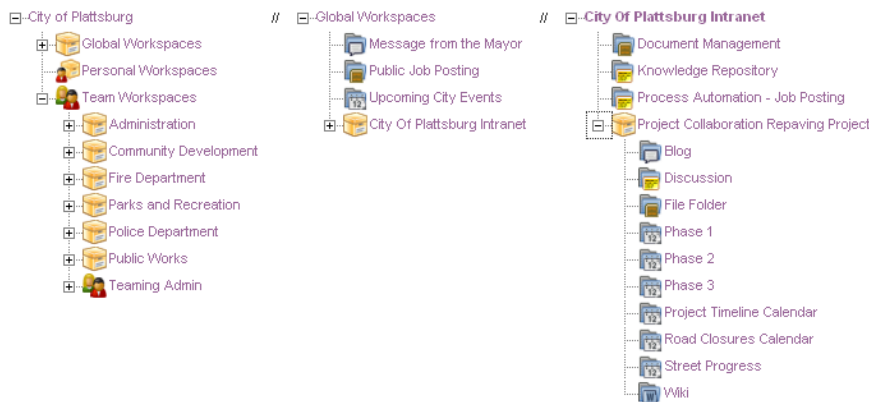 City of Plattsburg
Global Workspaces
Personal Workspaces
Team Workspaces
Administration
Community Development
Fire Department
Parks and Recreation
Police Department
Public Works
Teaming Admin
//
Global Workspaces
Message from the Mayor
Public Job Posting
Upcoming City Events
City Of Plattsburg Intranet
//
City Of Plattsburg Intranet
Document Management
Knowledge Repository
Process Automation - Job Posting
Project Collaboration Repaving Project
Blog
Discussion
File Folder
Phase 1
Phase 2
Phase 3
Project Timeline Calendar
Road Closures Calendar
Street Progress
Wiki